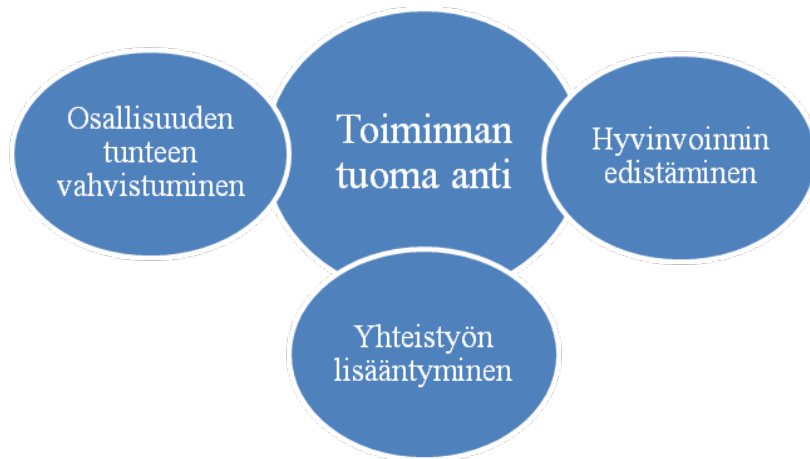 Osallisuuden
tunteen
vahvistuminen
Toiminnan
tuoma anti
Hyvinvoinnin
edistäminen
Yhteistyön
lisääntyminen